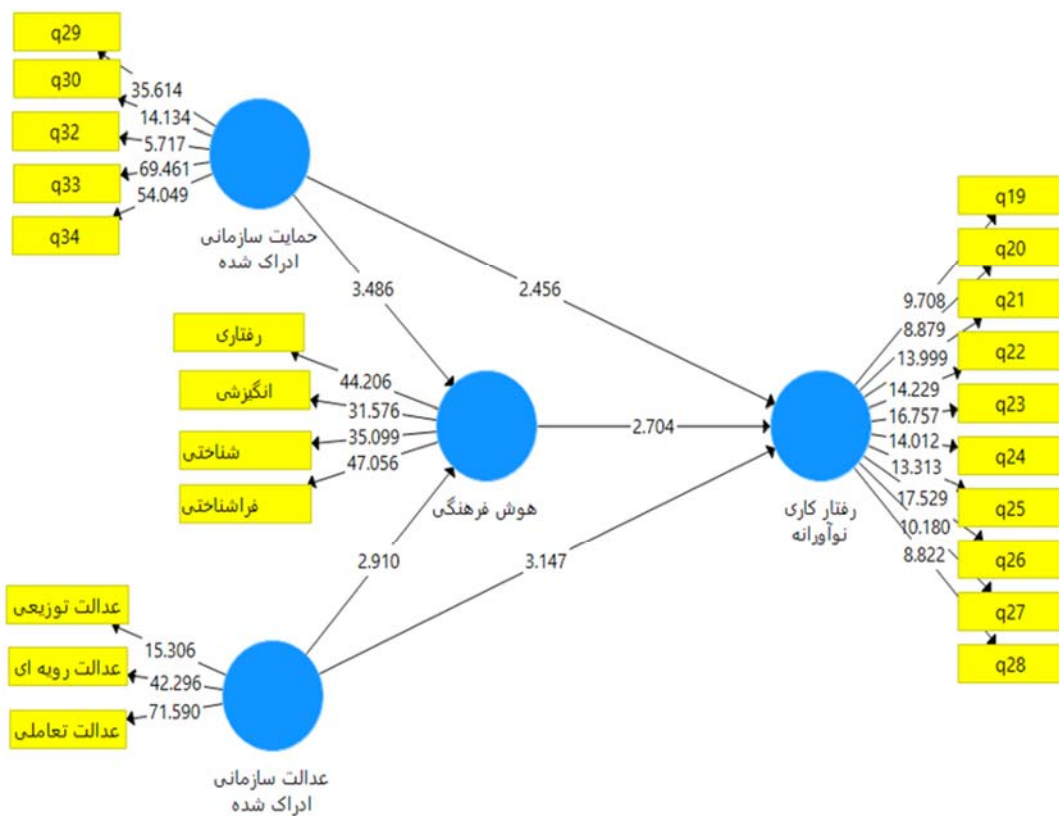 q29
q30
q32
q33
q34
35.614
14.134
5.717
69.461
54.049
حمایت سازمانی
ادراک شده
3.486
2.456
رفتاری
انگیزشی
شناختی
فراشناختی
44.206
31.576
35.099
47.056
هوش فرهنگی
2.704
2.910
3.147
عدالت توزیعی
عدالت رویه ای
عدالت تعاملی
15.306
42.296
71.590
عدالت سازمانی
ادراک شده
رفتار کاری
نوآورانه
9.708
8.879
13.999
14.229
16.757
14.012
13.313
17.529
10.180
8.822
q19
q20
q21
q22
q23
q24
q25
q26
q27
q28